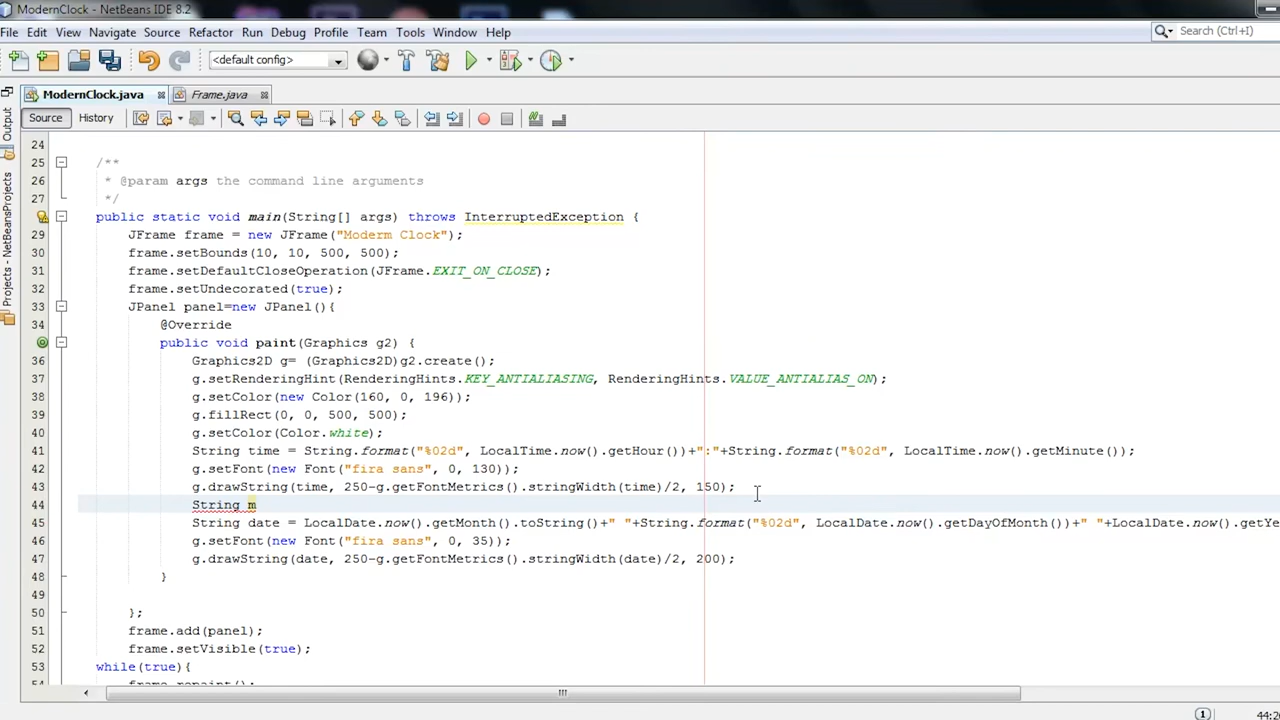 ModernClock - NetBeans IDE 8.2
File Edit View Navigate Source Refactor Run Debug Profile Team Tools Window Help
Search (Ctrl+I)
<default config>
ModernClock.java Frame.java
Source History
Output
Projects - NetBeansProjects
24
25 /**
26 * @param args the command line arguments
27 */
public static void main(String[] args) throws InterruptedException {
29 JFrame frame = new JFrame("Moderm Clock");
30 frame.setBounds(10, 10, 500, 500);
31 frame.setDefaultCloseOperation(JFrame.EXIT_ON_CLOSE);
32 frame.setUndecorated(true);
33 JPanel panel=new JPanel(){
34 @Override
public void paint(Graphics g2) {
36 Graphics2D g= (Graphics2D)g2.create();
37 g.setRenderingHint(RenderingHints.KEY_ANTIALIASING, RenderingHints.VALUE_ANTIALIAS_ON);
38 g.setColor(new Color(160, 0, 196));
39 g.fillRect(0, 0, 500, 500);
40 g.setColor(Color.white);
41 String time = String.format("%02d", LocalTime.now().getHour())+":"+String.format("%02d", LocalTime.now().getMinute());
42 g.setFont(new Font("fira sans", 0, 130));
43 g.drawString(time, 250-g.getFontMetrics().stringWidth(time)/2, 150);
44 String m
45 String date = LocalDate.now().getMonth().toString()+" "+String.format("%02d", LocalDate.now().getDayOfMonth())+" "+LocalDate.now().getYe
46 g.setFont(new Font("fira sans", 0, 35));
47 g.drawString(date, 250-g.getFontMetrics().stringWidth(date)/2, 200);
48 }
49
50 };
51 frame.add(panel);
52 frame.setVisible(true);
53 while(true){
54 frame.repaint();
1 44:2